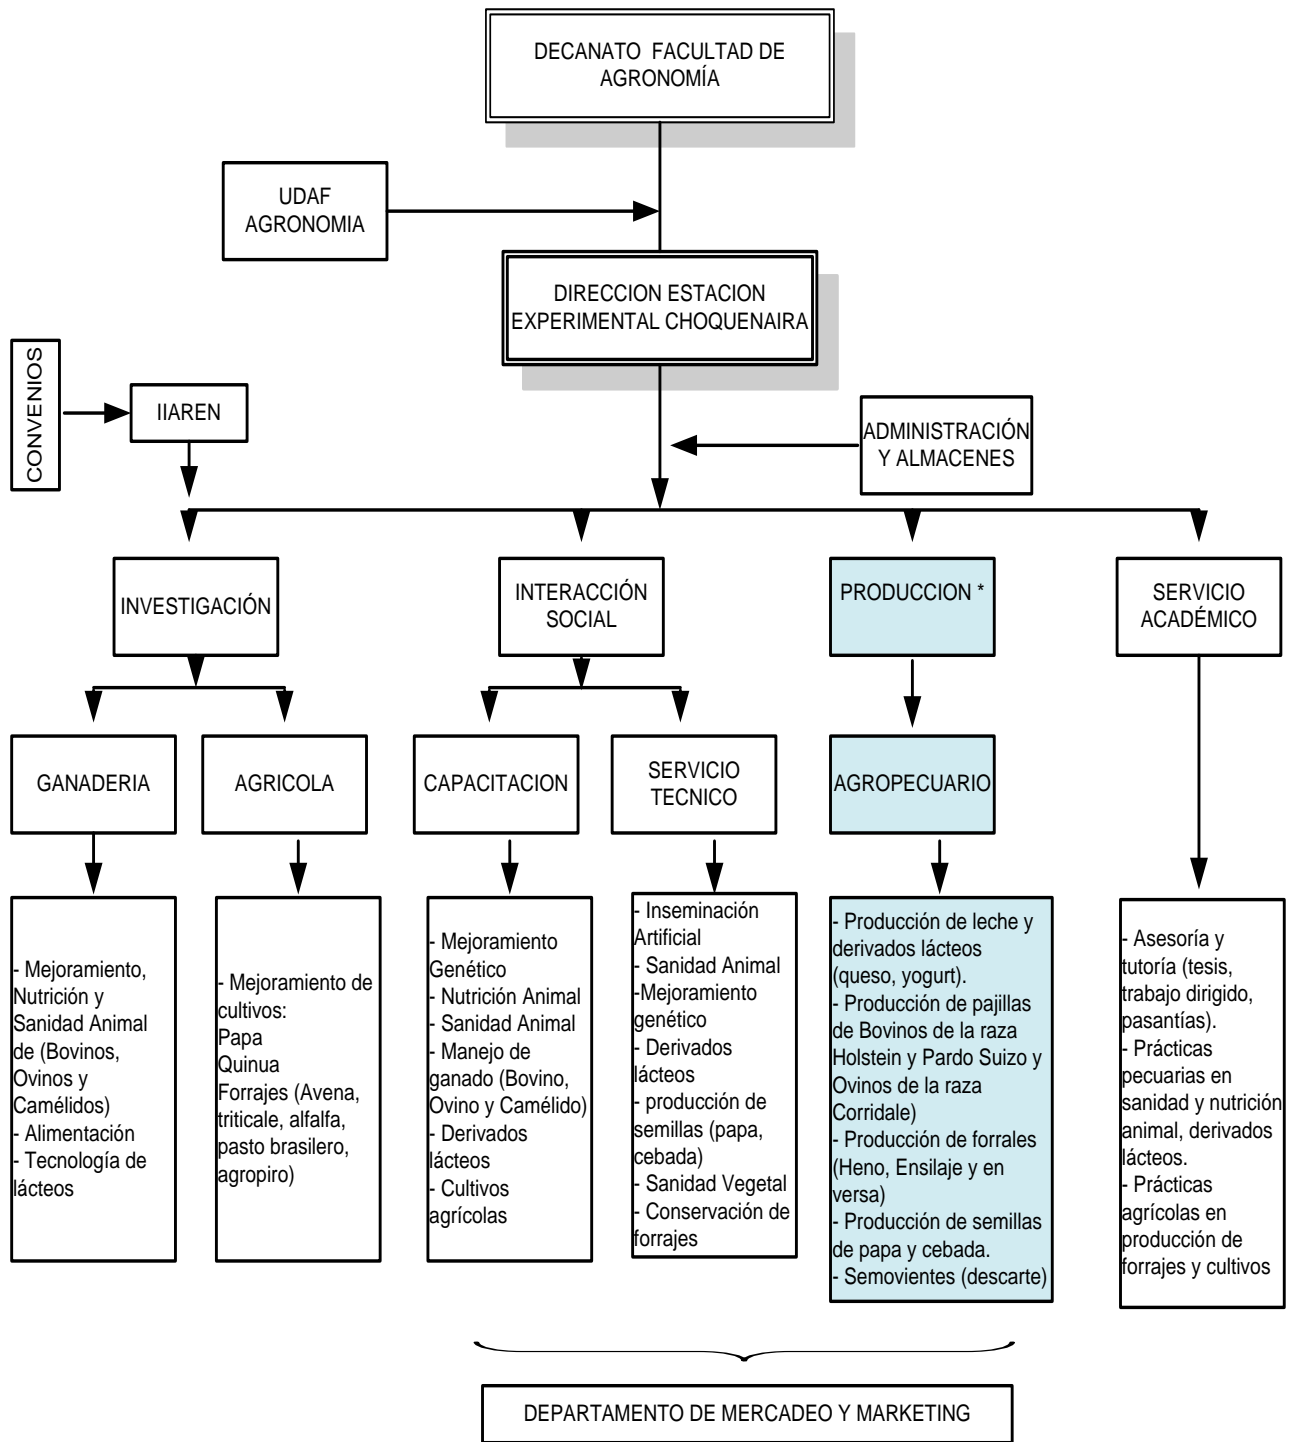 DECANATO FACULTAD DE
AGRONOMÍA
UDAF
AGRONOMIA
DIRECCION ESTACION
EXPERIMENTAL CHOQUENAIRA
CONVENIOS
IIAREN
ADMINISTRACIÓN
Y ALMACENES
INVESTIGACIÓN
INTERACCIÓN
SOCIAL
PRODUCCION *
SERVICIO
ACADÉMICO
GANADERIA
AGRICOLA
CAPACITACION
SERVICIO
TECNICO
AGROPECUARIO
- Mejoramiento,
Nutrición y
Sanidad Animal
de (Bovinos,
Ovinos y
Camélidos)
- Alimentación
- Tecnología de
lácteos
- Mejoramiento de
cultivos:
Papa
Quinua
Forrajes (Avena,
triticale, alfalfa,
pasto brasilero,
agropiro)
- Mejoramiento
Genético
- Nutrición Animal
- Sanidad Animal
- Manejo de
ganado (Bovino,
Ovino y Camélido)
- Derivados
lácteos
- Cultivos
agrícolas
- Inseminación
Artificial
- Sanidad Animal
-Mejoramiento
genético
- Derivados
lácteos
- producción de
semillas (papa,
cebada)
- Sanidad Vegetal
- Conservación de
forrajes
- Producción de leche y
derivados lácteos
(queso, yogurt).
- Producción de pajillas
de Bovinos de la raza
Holstein y Pardo Suizo y
Ovinos de la raza
Corridale)
- Producción de forrales
(Heno, Ensilaje y en
versa)
- Producción de semillas
de papa y cebada.
- Semovientes (descarte)
- Asesoría y
tutoría (tesis,
trabajo dirigido,
pasantías).
- Prácticas
pecuarias en
sanidad y nutrición
animal, derivados
lácteos.
- Prácticas
agrícolas en
producción de
forrajes y cultivos
DEPARTAMENTO DE MERCADEO Y MARKETING